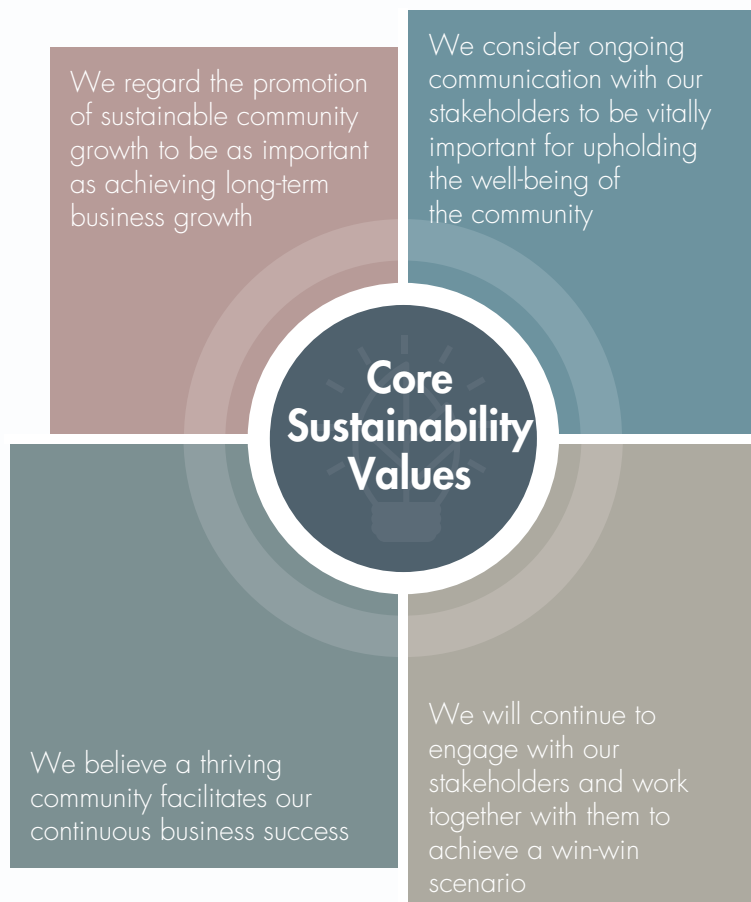 We regard the promotion
of sustainable community
growth to be as important
as achieving long-term
business growth
We consider ongoing
communication with our
stakeholders to be vitally
important for upholding
the well-being of
the community
Core
Sustainability
Values
We believe a thriving
community facilitates our
continuous business success
We will continue to
engage with our
stakeholders and work
together with them to
achieve a win-win
scenario